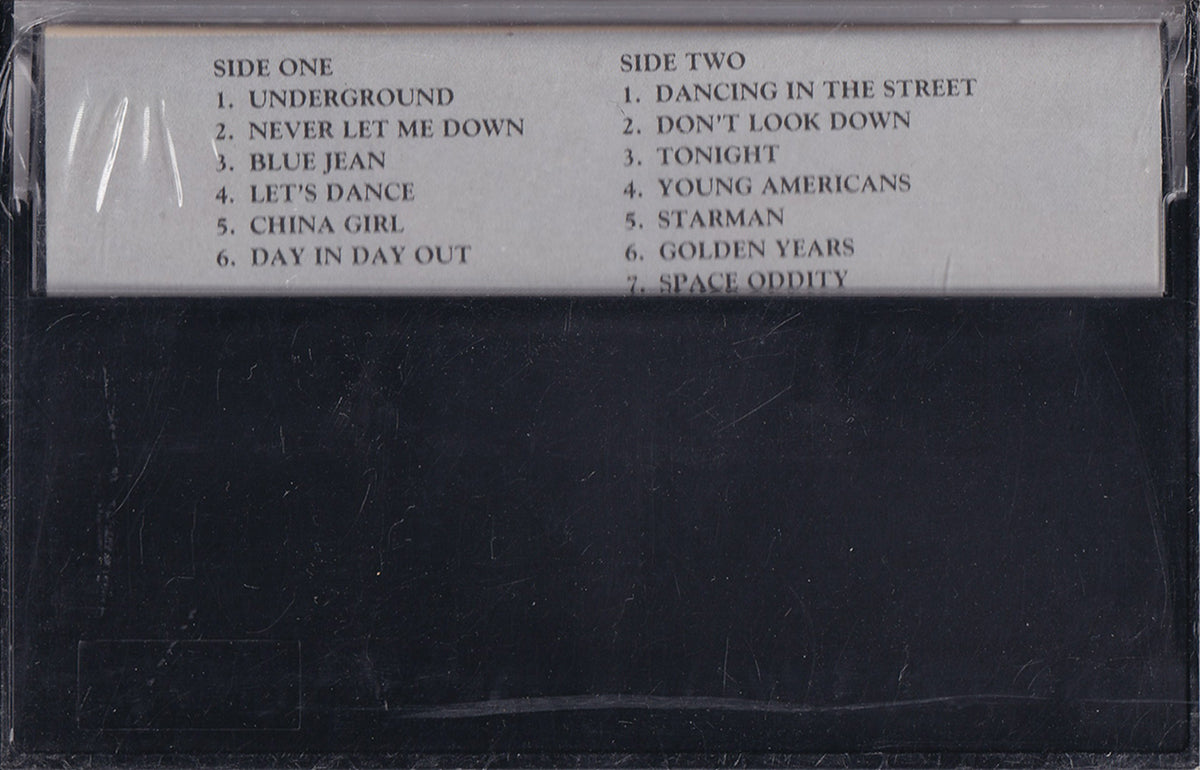 SIDE ONE
1. UNDERGROUND
2. NEVER LET ME DOWN
3. BLUE JEAN
4. LET'S DANCE
5. CHINA GIRL
6. DAY IN DAY OUT
SIDE TWO
1. DANCING IN THE STREET
2. DON'T LOOK DOWN
3. TONIGHT
4. YOUNG AMERICANS
5. STARMAN
6. GOLDEN YEARS
7. SPACE ODDITY